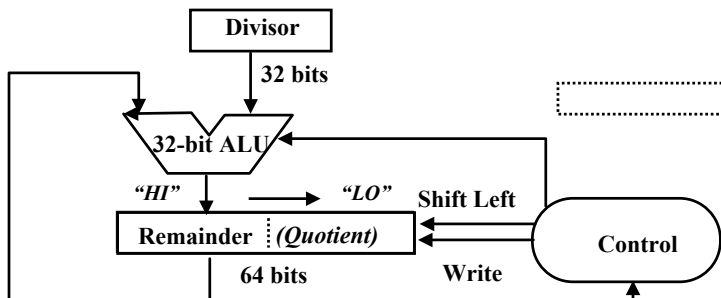 Divisor
32 bits
32-bit ALU
“HI”
“LO”
Shift Left
Remainder
(Quotient)
Control
64 bits
Write